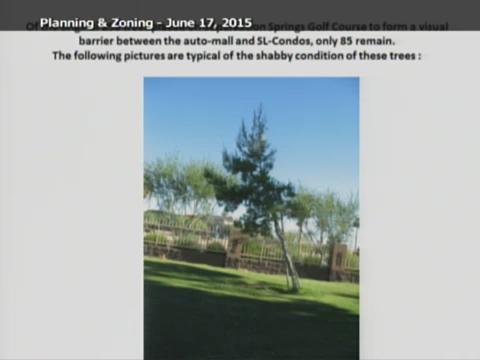 Planning & Zoning - June 17, 2015
Springs Golf Course to form a visual
barrier between the auto-mall and SL-Condos, only 85 remain.
The following pictures are typical of the shabby condition of these trees :